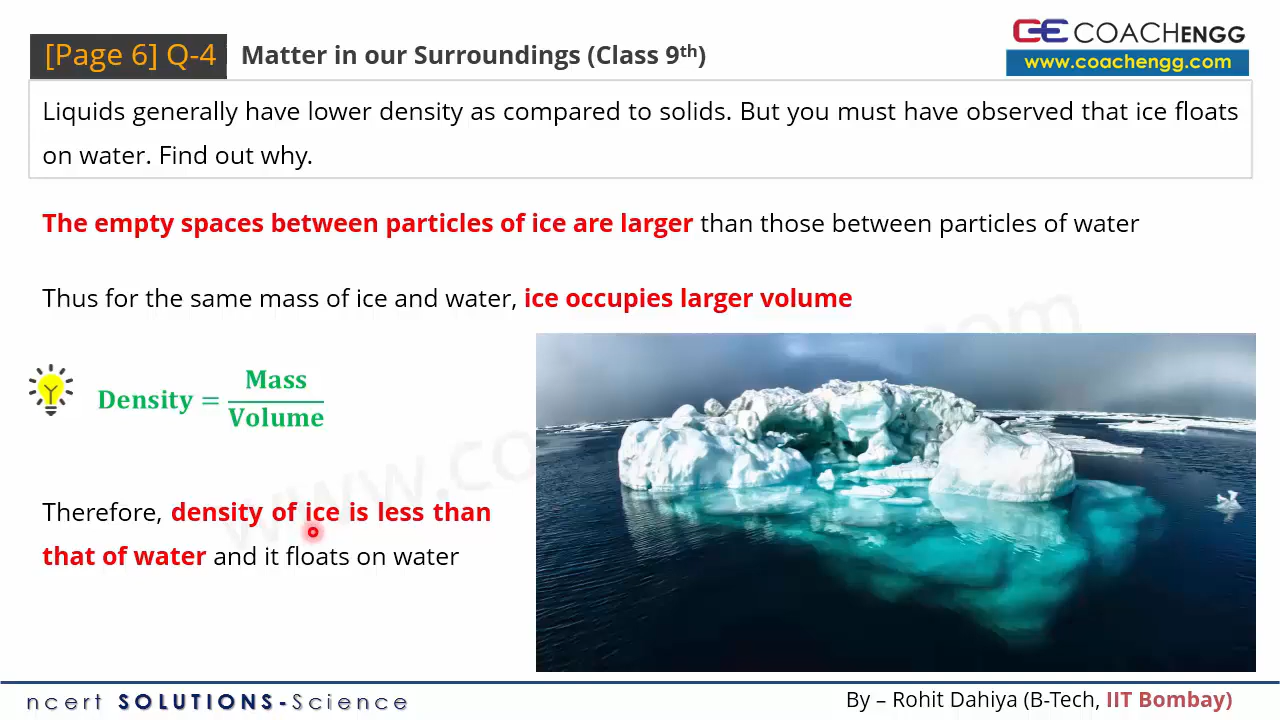 [Page 6] Q-4 Matter in our Surroundings (Class 9th)
COACHENGG
www.coachengg.com
Liquids generally have lower density as compared to solids. But you must have observed that ice floats
on water. Find out why.
The empty spaces between particles of ice are larger than those between particles of water
Thus for the same mass of ice and water, ice occupies larger volume
Density = Mass / Volume
Therefore, density of ice is less than
that of water and it floats on water
ncert SOLUTIONS-Science
By – Rohit Dahiya (B-Tech, IIT Bombay)